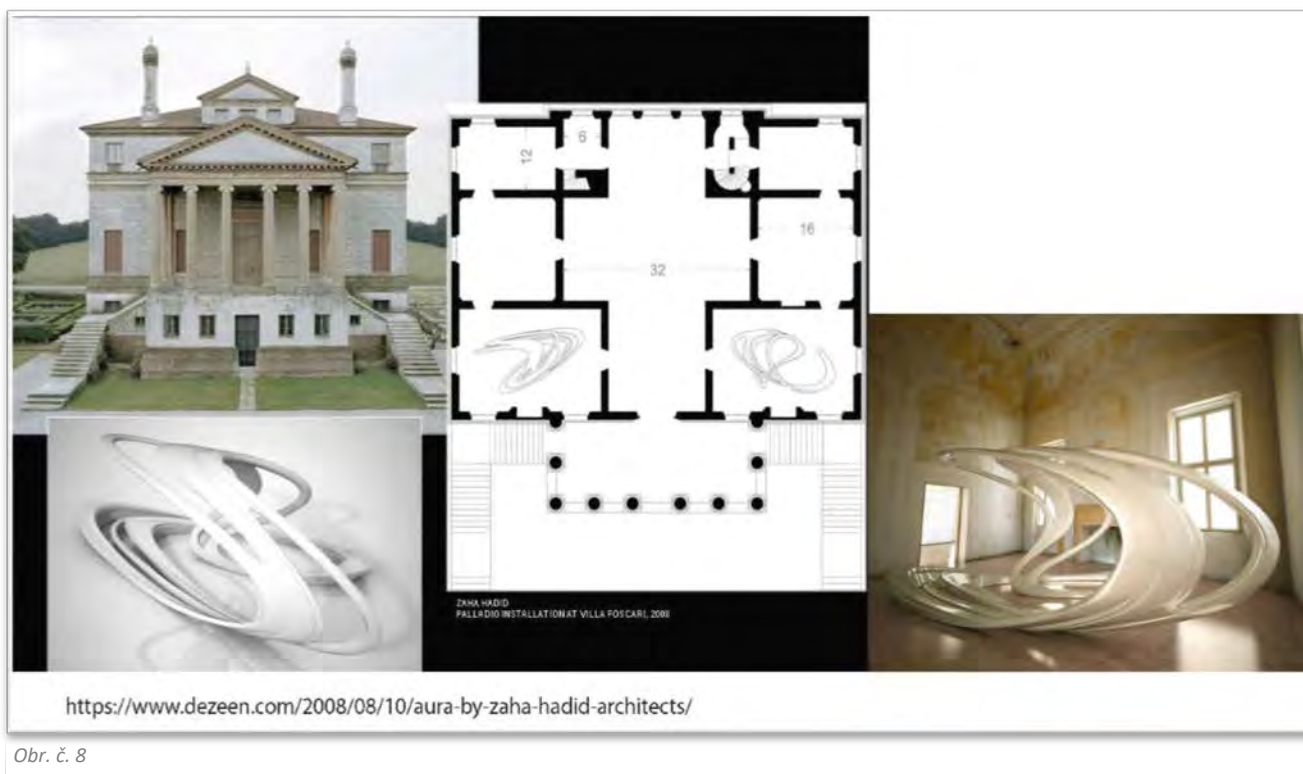 12
6
16
32
ZAHA HADID
PALLADIO INSTALLATION AT VILLA FOSCARI, 2008
https://www.dezeen.com/2008/08/10/aura-by-zaha-hadid-architects/
Obr. č. 8